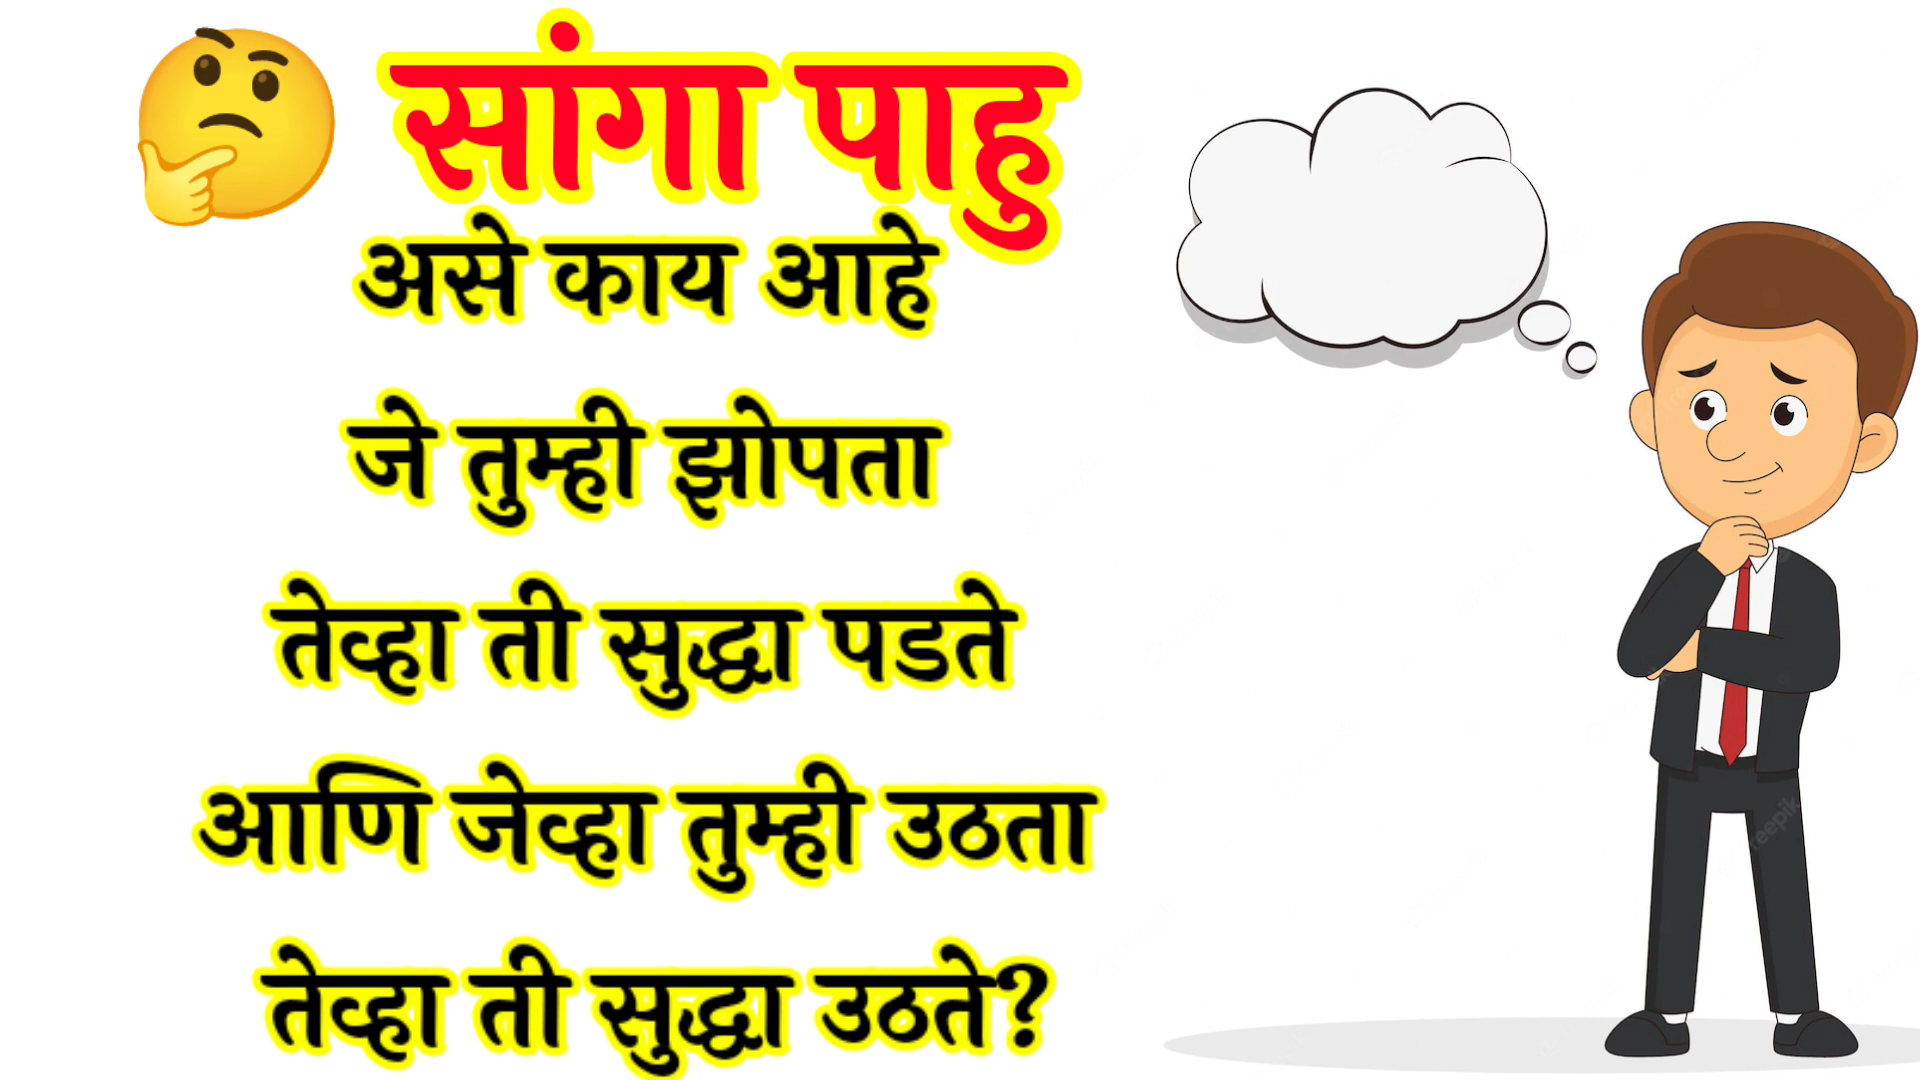 सांगा पाहु
असे काय आहे
जे तुम्ही झोपता
तेव्हा ती सुद्धा पडते
आणि जेव्हा तुम्ही उठता
तेव्हा ती सुद्धा उठते?